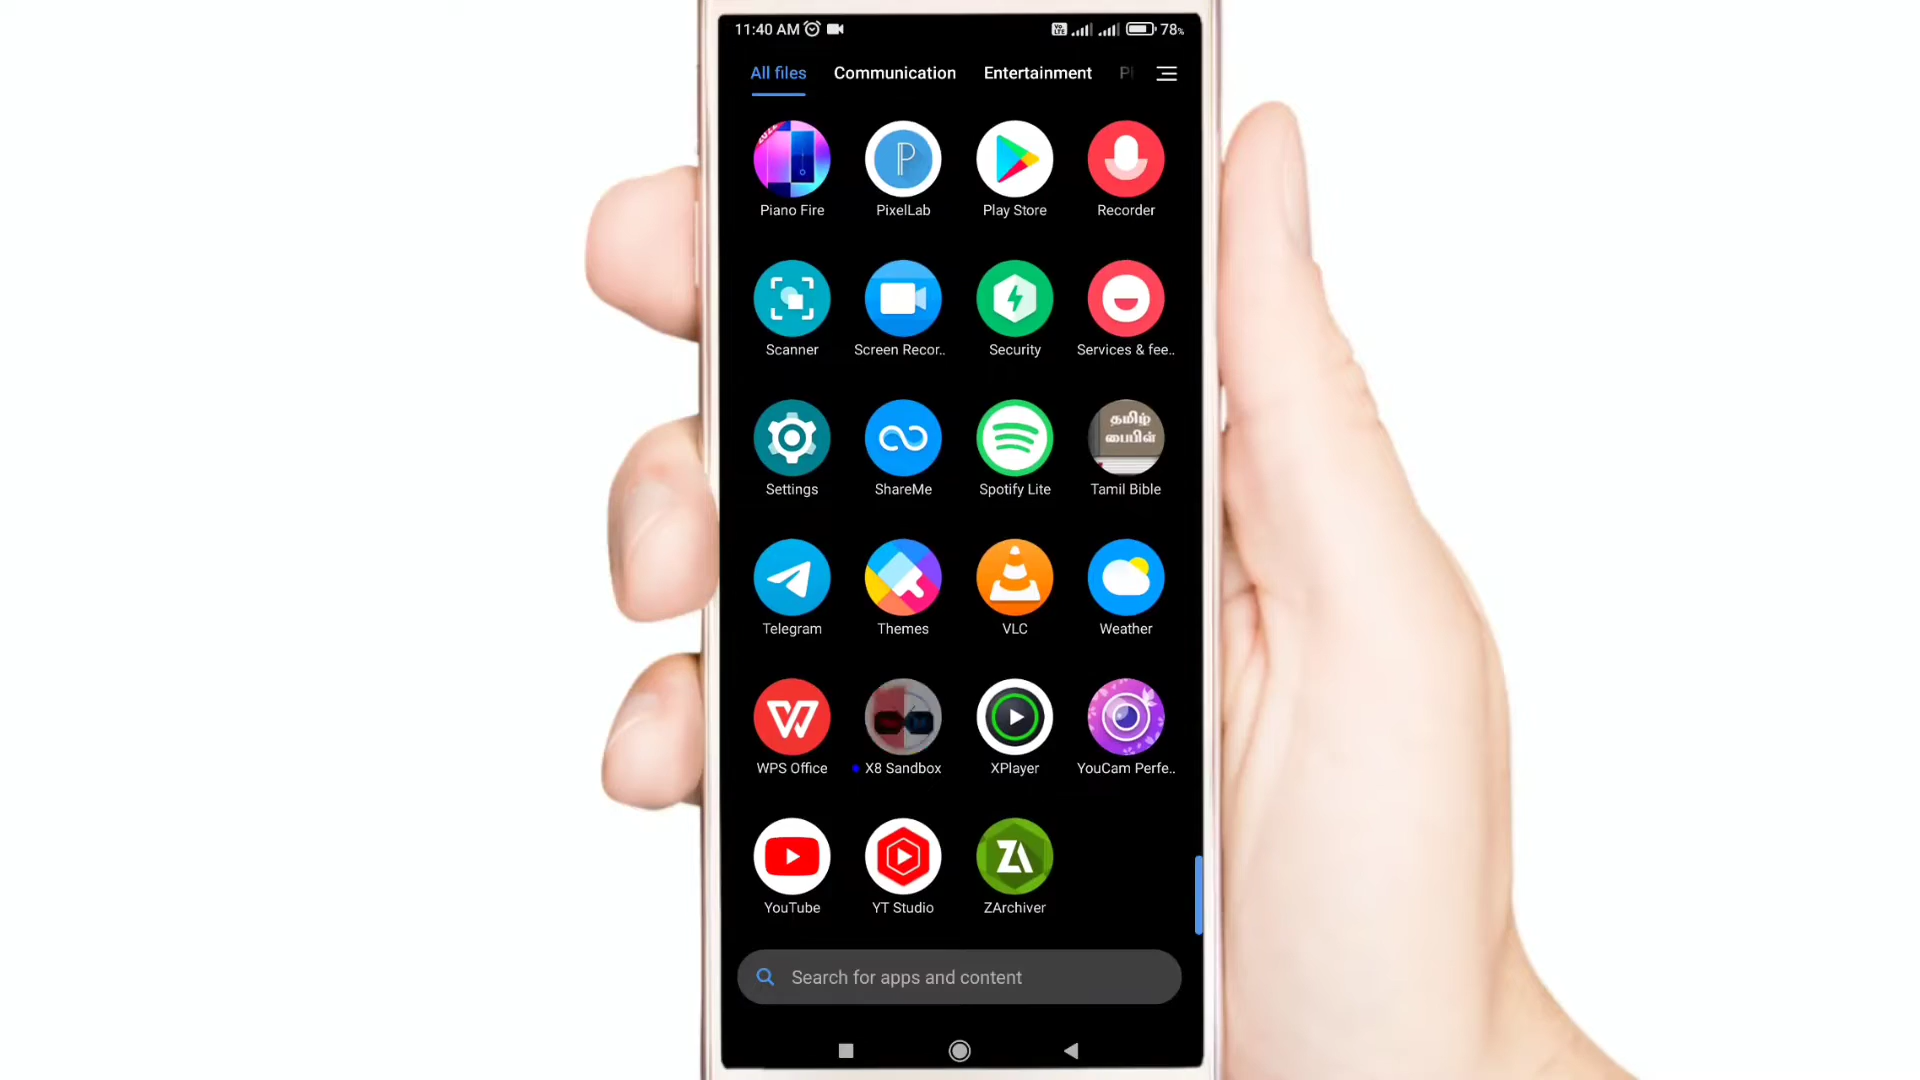 11:40 AM 78%
All files Communication Entertainment
Piano Fire PixelLab Play Store Recorder
Scanner Screen Recor.. Security Services & fee..
தமிழ்
பைபிள்
Settings ShareMe Spotify Lite Tamil Bible
Telegram Themes VLC Weather
WPS Office X8 Sandbox XPlayer YouCam Perfe..
YouTube YT Studio ZArchiver
Search for apps and content